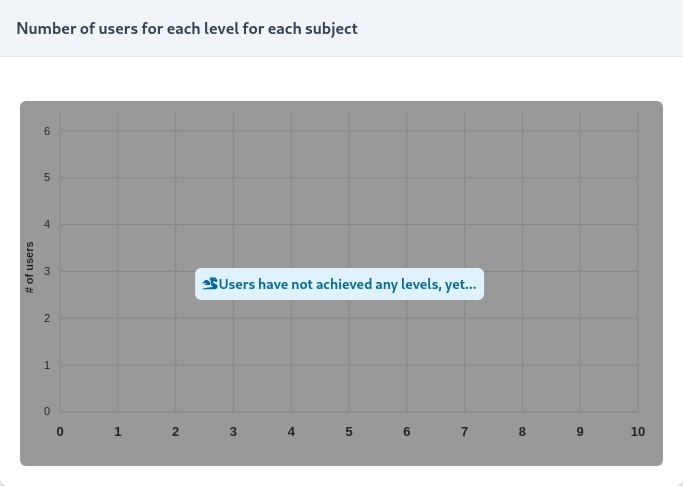 Number of users for each level for each subject
6
5
4
3
2
1
0
# of users
Users have not achieved any levels, yet...
0 1 2 3 4 5 6 7 8 9 10